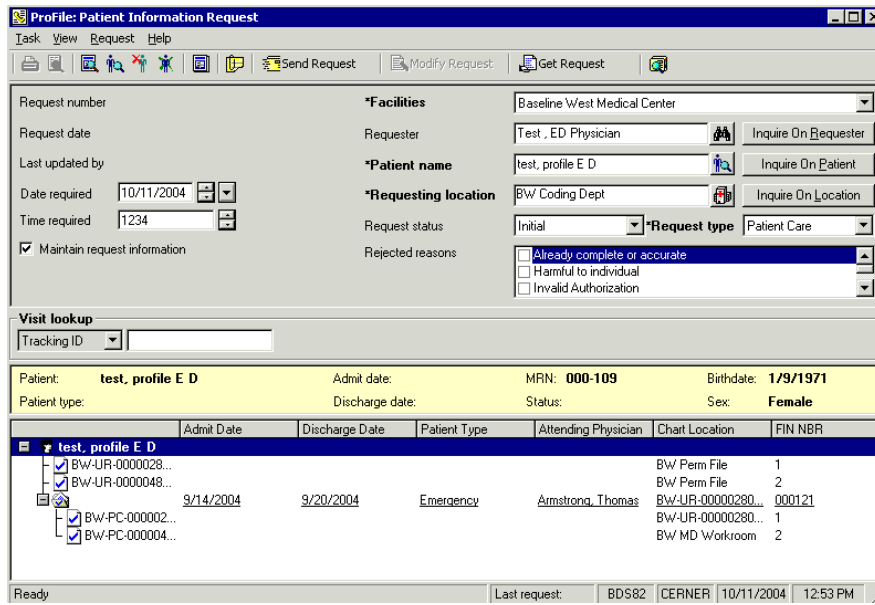 ProFile: Patient Information Request
Task View Request Help
Send Request Modify Request Get Request
Request number *Facilities Baseline West Medical Center
Request date Requester Test , ED Physician Inquire On Requester
Last updated by *Patient name test, profile E D Inquire On Patient
Date required 10/11/2004 *Requesting location BW Coding Dept Inquire On Location
Time required 1234 Request status Initial *Request type Patient Care
Maintain request information Rejected reasons Already complete or accurate
Harmful to individual
Invalid Authorization
Visit lookup
Tracking ID
Patient: test, profile E D Admit date: MRN: 000-109 Birthdate: 1/9/1971
Patient type: Discharge date: Status: Sex: Female
Admit Date Discharge Date Patient Type Attending Physician Chart Location FIN NBR
test, profile E D
BW-UR-0000028... BW Perm File 1
BW-UR-0000048... BW Perm File 2
9/14/2004 9/20/2004 Emergency Armstrong, Thomas BW-UR-00000280... 000121
BW-PC-000002... BW-UR-00000280... 1
BW-PC-000004... BW MD Workroom 2
Ready Last request: BDS82 CERNER 10/11/2004 12:53 PM